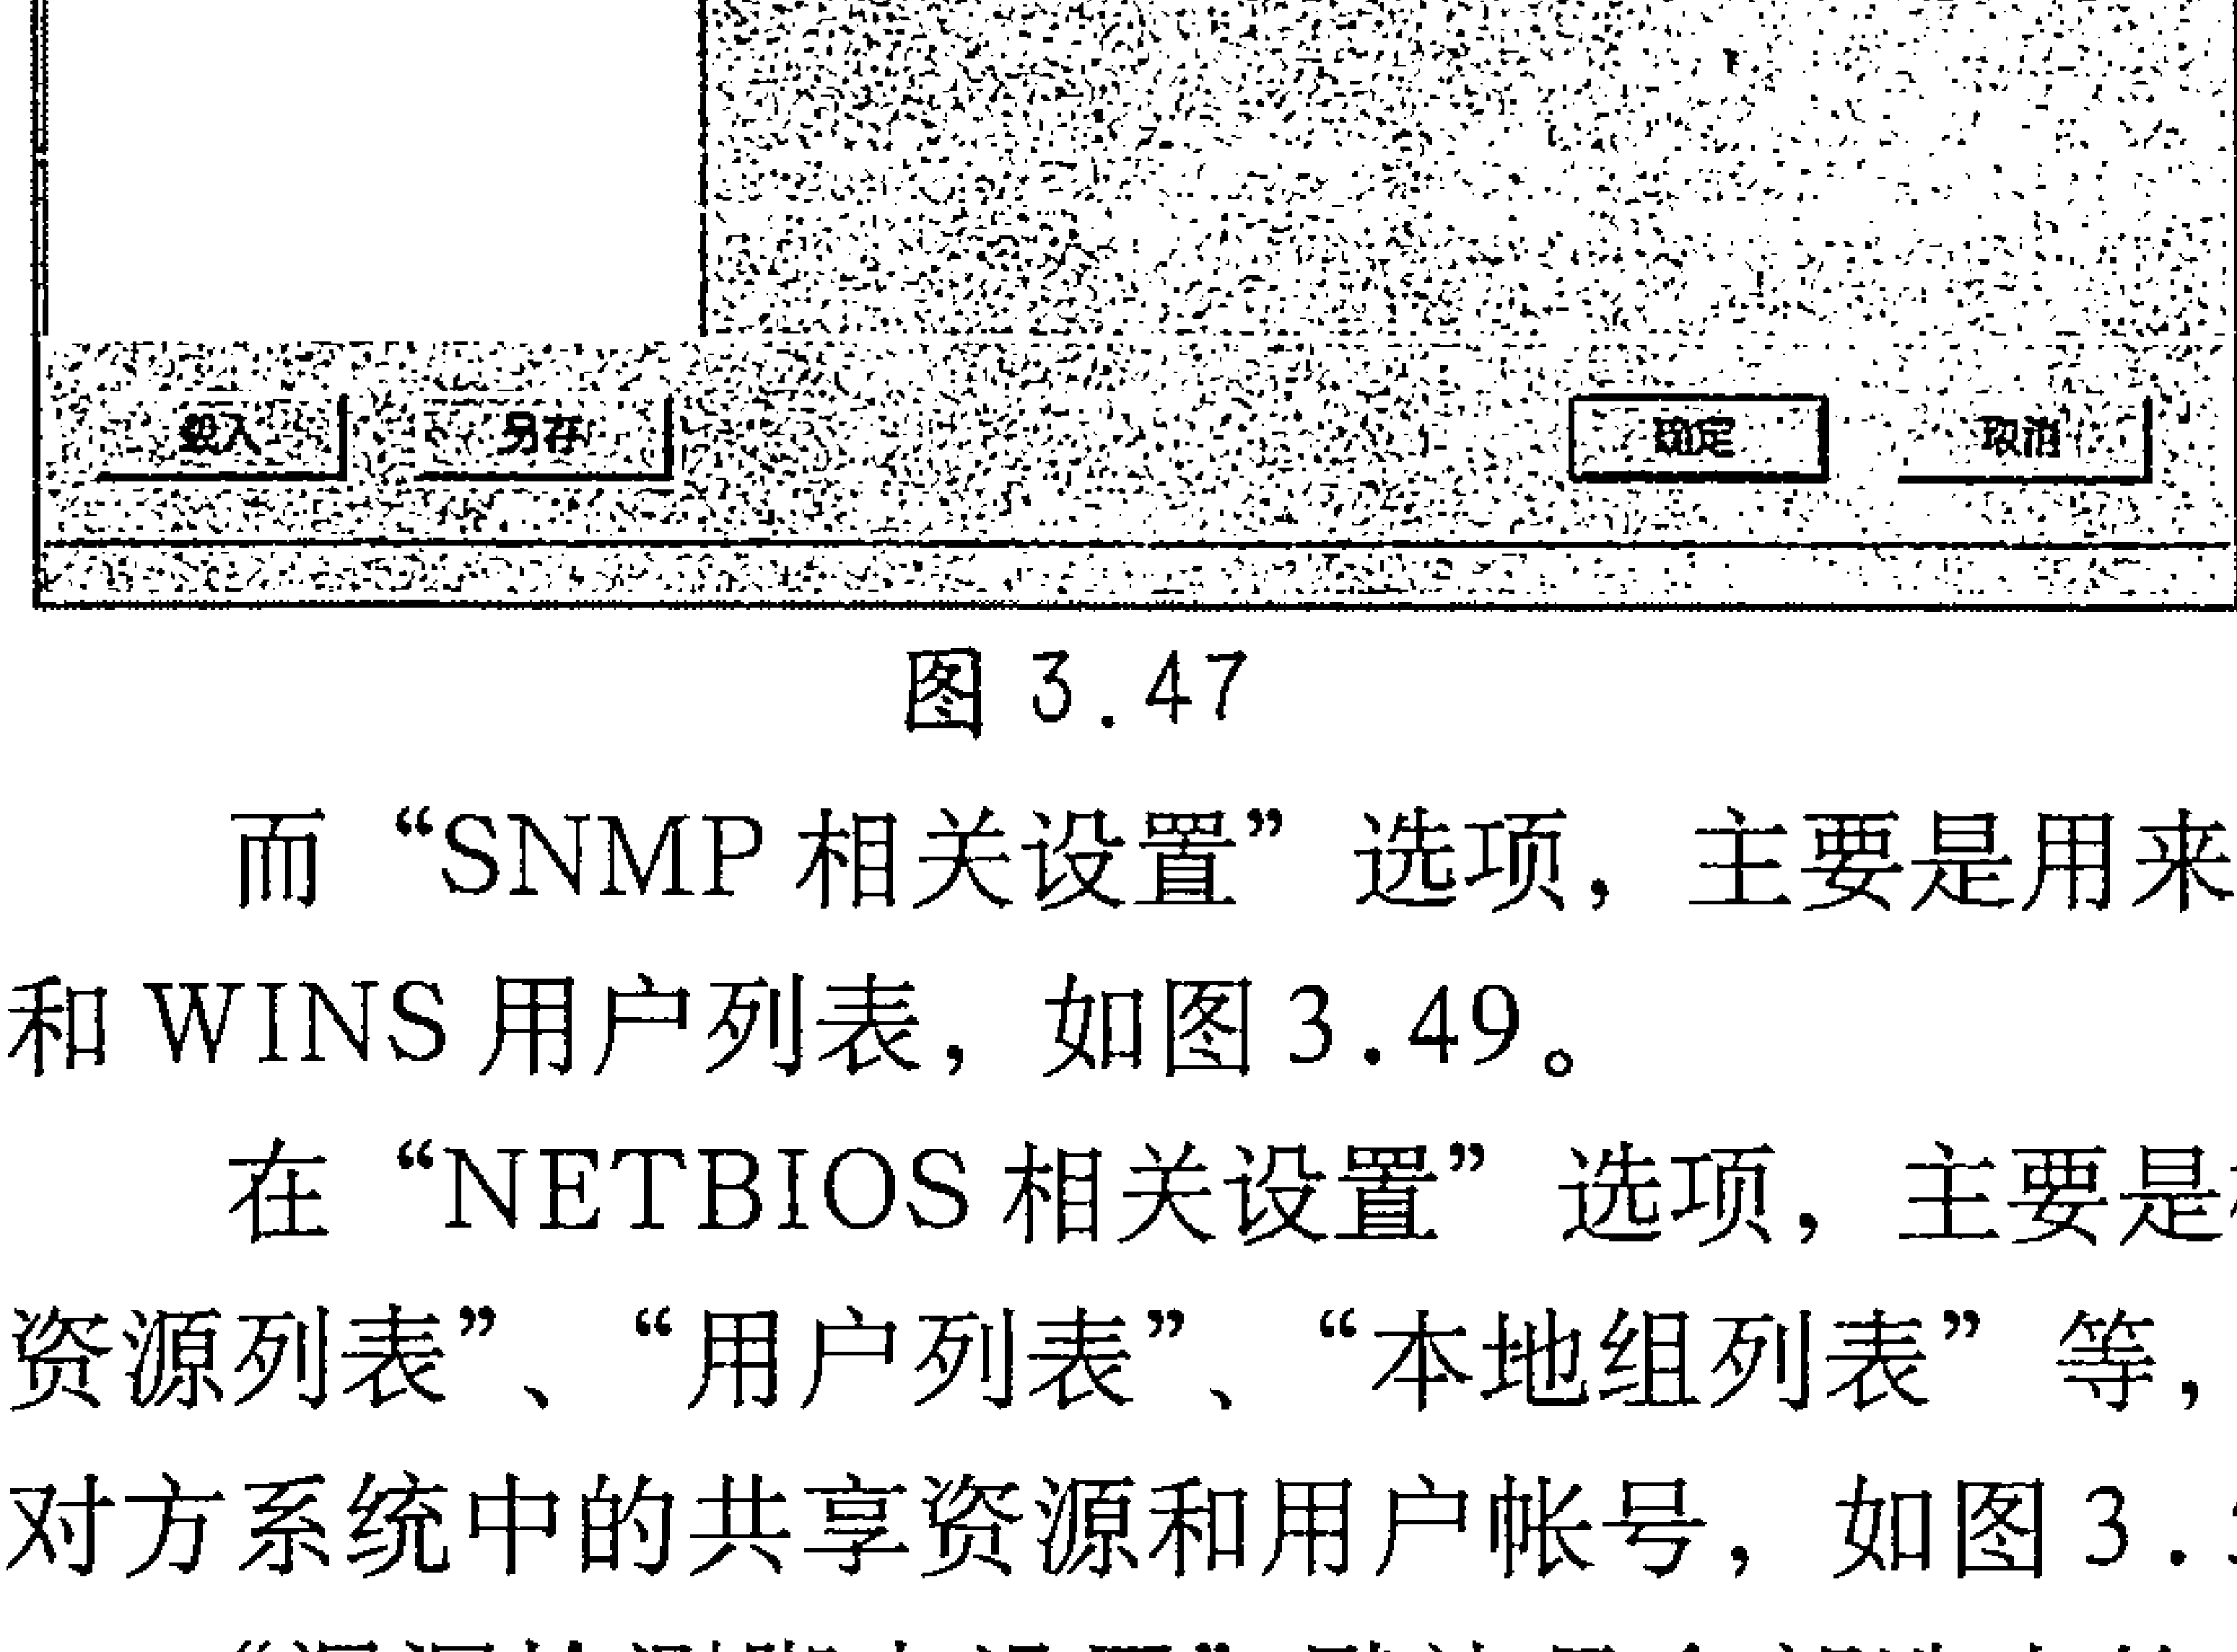 载入 另存 确定 取消
图 3.47
而“SNMP 相关设置”选项，主要是用来
和 WINS 用户列表，如图 3.49。
在“NETBIOS 相关设置”选项，主要是
资源列表”、“用户列表”、“本地组列表”等，
对方系统中的共享资源和用户帐号，如图 3.